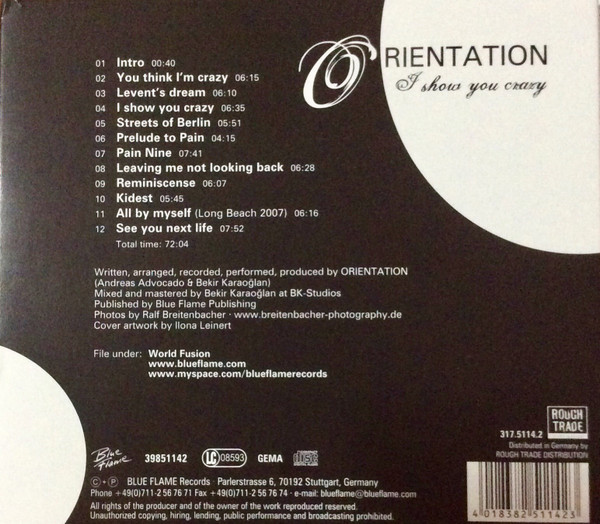 ORIENTATION
I show you crazy
01 Intro 00:40
02 You think I'm crazy 06:15
03 Levent's dream 06:10
04 I show you crazy 06:35
05 Streets of Berlin 05:51
06 Prelude to Pain 04:15
07 Pain Nine 07:41
08 Leaving me not looking back 06:28
09 Reminiscense 06:07
10 Kidest 05:45
11 All by myself (Long Beach 2007) 06:16
12 See you next life 07:52
Total time: 72:04
Written, arranged, recorded, performed, produced by ORIENTATION
(Andreas Advocado & Bekir Karaoğlan)
Mixed and mastered by Bekir Karaoğlan at BK-Studios
Published by Blue Flame Publishing
Photos by Ralf Breitenbacher · www.breitenbacher-photography.de
Cover artwork by Ilona Leinert
File under: World Fusion
www.blueflame.com
www.myspace.com/blueflamerecords
ROUGH
TRADE
317.5114.2
Distributed in Germany by
ROUGH TRADE DISTRIBUTION
Blue Flame 39851142 LC 08593 GEMA
© + ℗ BLUE FLAME Records · Parlerstrasse 6, 70192 Stuttgart, Germany
Phone +49(0)711-2 56 76 71 Fax +49(0)711-2 56 74 · e-mail: blueflame@blueflame.com
All rights of the producer and of the owner of the work reproduced reserved.
Unauthorized copying, hiring, lending, public performance and broadcasting prohibited.
4 018382 511423